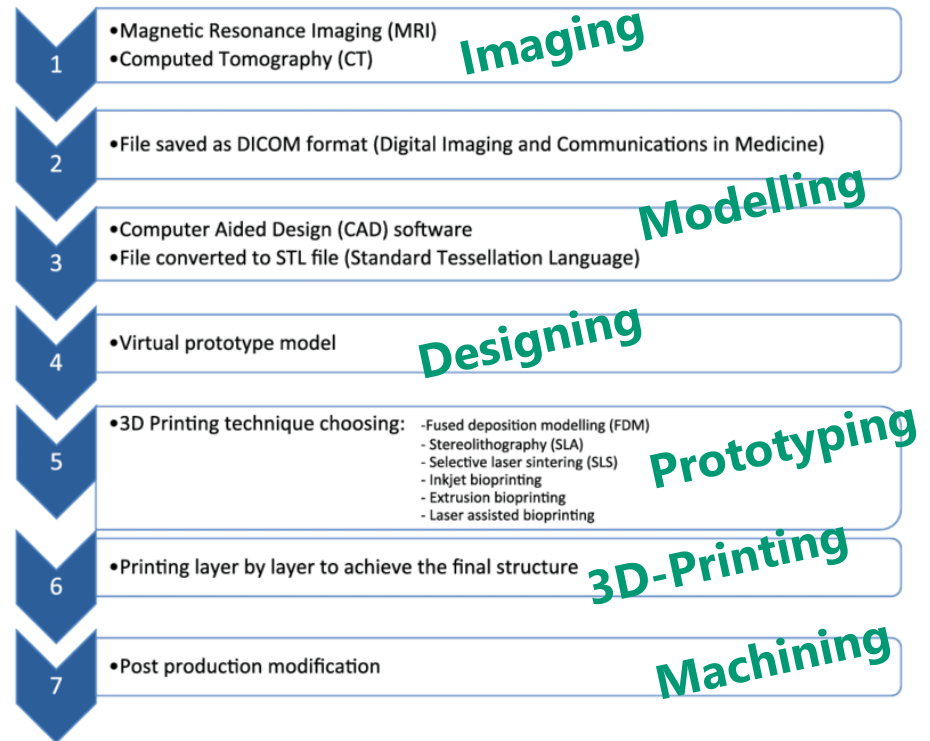 1
•Magnetic Resonance Imaging (MRI)
•Computed Tomography (CT)
Imaging
2
•File saved as DICOM format (Digital Imaging and Communications in Medicine)
Modelling
3
•Computer Aided Design (CAD) software
•File converted to STL file (Standard Tessellation Language)
4
•Virtual prototype model
Designing
5
•3D Printing technique choosing:
-Fused deposition modelling (FDM)
- Stereolithography (SLA)
- Selective laser sintering (SLS)
- Inkjet bioprinting
- Extrusion bioprinting
- Laser assisted bioprinting
Prototyping
6
•Printing layer by layer to achieve the final structure
3D-Printing
7
•Post production modification
Machining